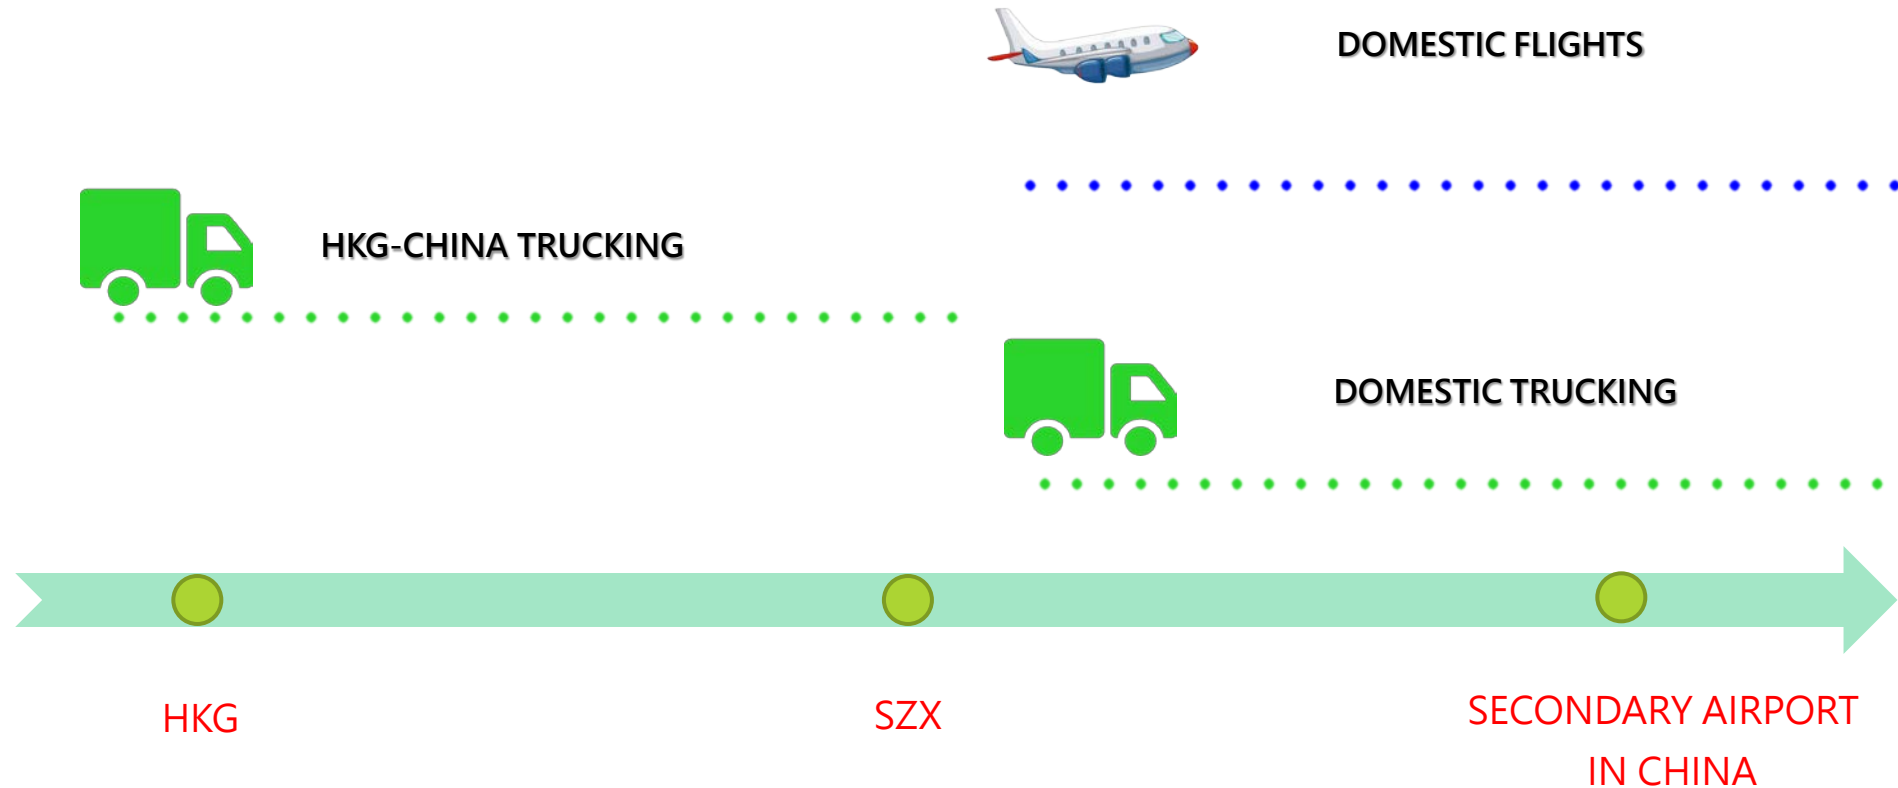 DOMESTIC FLIGHTS
HKG-CHINA TRUCKING
DOMESTIC TRUCKING
HKG
SZX
SECONDARY AIRPORT
IN CHINA